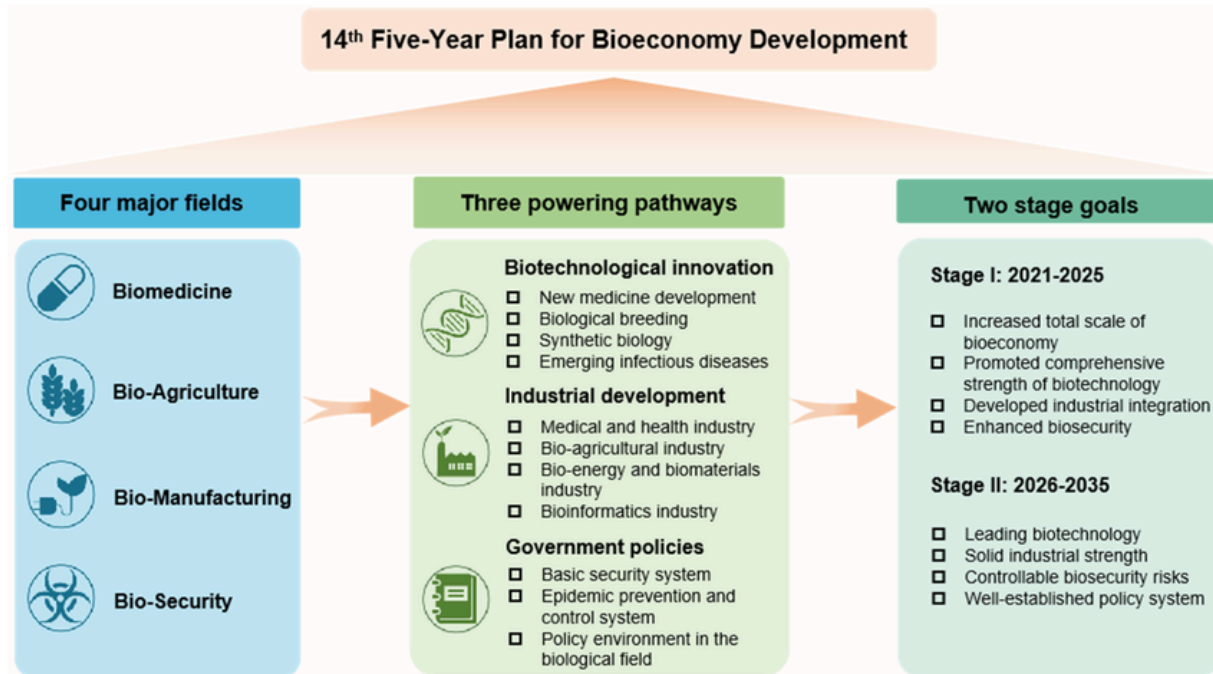 14th Five-Year Plan for Bioeconomy Development
Four major fields
Biomedicine
Bio-Agriculture
Bio-Manufacturing
Bio-Security
Three powering pathways
Biotechnological innovation
New medicine development
Biological breeding
Synthetic biology
Emerging infectious diseases
Industrial development
Medical and health industry
Bio-agricultural industry
Bio-energy and biomaterials
industry
Bioinformatics industry
Government policies
Basic security system
Epidemic prevention and
control system
Policy environment in the
biological field
Two stage goals
Stage I: 2021-2025
Increased total scale of
bioeconomy
Promoted comprehensive
strength of biotechnology
Developed industrial integration
Enhanced biosecurity
Stage II: 2026-2035
Leading biotechnology
Solid industrial strength
Controllable biosecurity risks
Well-established policy system